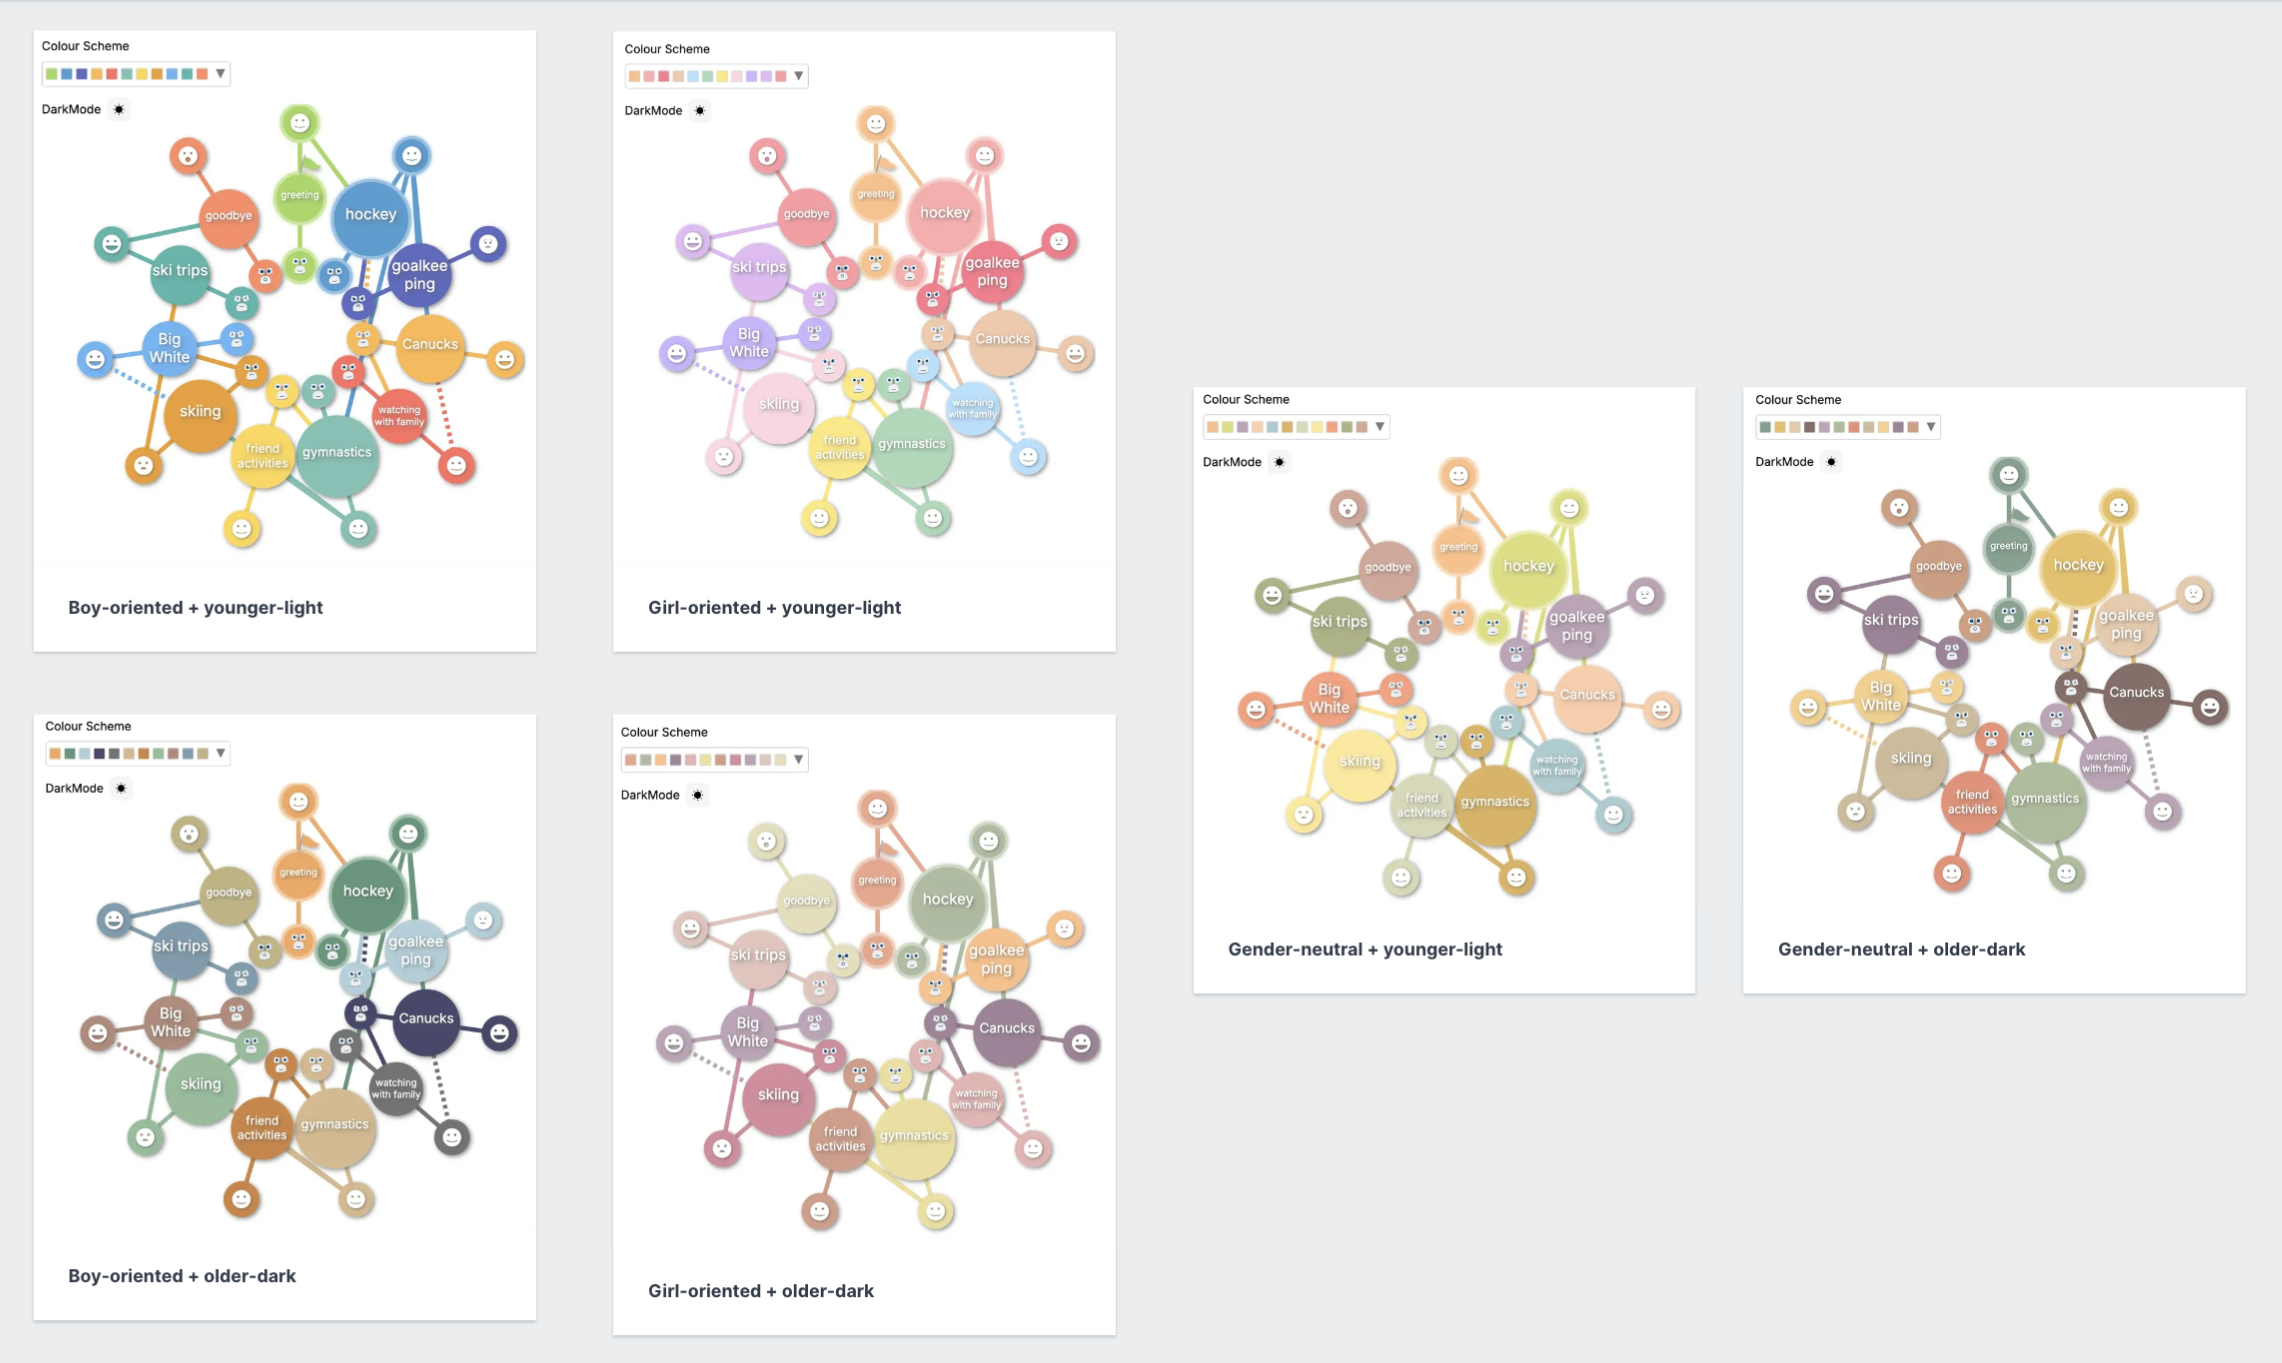 Colour Scheme
DarkMode
greeting
hockey
goodbye
goalkee
ping
ski trips
Big
White
Canucks
skiing
watching
with family
friend
activities
gymnastics
Boy-oriented + younger-light
Colour Scheme
DarkMode
greeting
hockey
goodbye
goalkee
ping
ski trips
Big
White
Canucks
skiing
watching
with family
friend
activities
gymnastics
Girl-oriented + younger-light
Colour Scheme
DarkMode
greeting
hockey
goodbye
goalkee
ping
ski trips
Big
White
Canucks
skiing
watching
with family
friend
activities
gymnastics
Gender-neutral + younger-light
Colour Scheme
DarkMode
greeting
hockey
goodbye
goalkee
ping
ski trips
Big
White
Canucks
skiing
watching
with family
friend
activities
gymnastics
Gender-neutral + older-dark
Colour Scheme
DarkMode
greeting
hockey
goodbye
goalkee
ping
ski trips
Big
White
Canucks
skiing
watching
with family
friend
activities
gymnastics
Boy-oriented + older-dark
Colour Scheme
DarkMode
greeting
hockey
goodbye
goalkee
ping
ski trips
Big
White
Canucks
skiing
watching
with family
friend
activities
gymnastics
Girl-oriented + older-dark